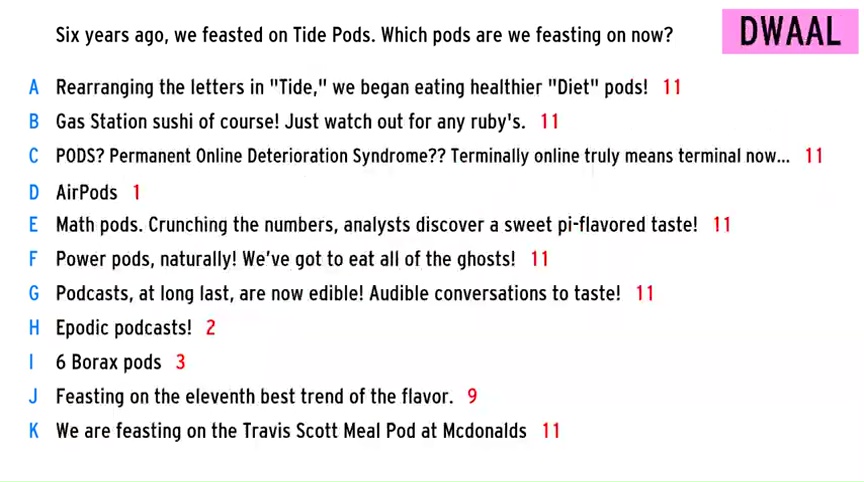 Six years ago, we feasted on Tide Pods. Which pods are we feasting on now?
DWAAL
A Rearranging the letters in "Tide," we began eating healthier "Diet" pods! 11
B Gas Station sushi of course! Just watch out for any ruby's. 11
C PODS? Permanent Online Deterioration Syndrome?? Terminally online truly means terminal now... 11
D AirPods 1
E Math pods. Crunching the numbers, analysts discover a sweet pi-flavored taste! 11
F Power pods, naturally! We've got to eat all of the ghosts! 11
G Podcasts, at long last, are now edible! Audible conversations to taste! 11
H Epodic podcasts! 2
I 6 Borax pods 3
J Feasting on the eleventh best trend of the flavor. 9
K We are feasting on the Travis Scott Meal Pod at Mcdonalds 11